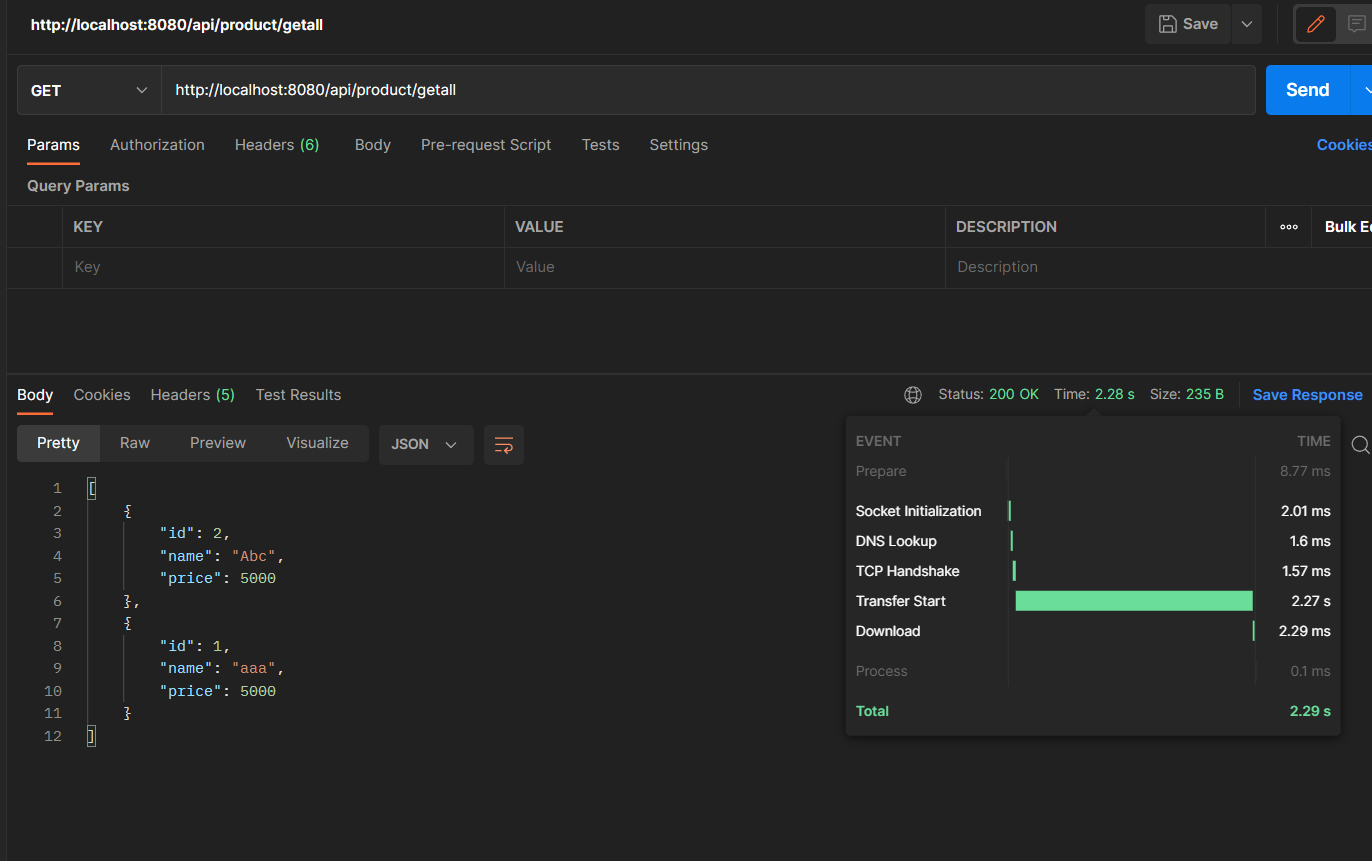 http://localhost:8080/api/product/getall
Save
GET
http://localhost:8080/api/product/getall
Send
Params Authorization Headers (6) Body Pre-request Script Tests Settings Cookies
Query Params
KEY VALUE DESCRIPTION Bulk E
Key Value Description
Body Cookies Headers (5) Test Results
Status: 200 OK Time: 2.28 s Size: 235 B Save Response
Pretty Raw Preview Visualize JSON
1 [
2 {
3 "id": 2,
4 "name": "Abc",
5 "price": 5000
6 },
7 {
8 "id": 1,
9 "name": "aaa",
10 "price": 5000
11 }
12 ]
EVENT TIME
Prepare 8.77 ms
Socket Initialization 2.01 ms
DNS Lookup 1.6 ms
TCP Handshake 1.57 ms
Transfer Start 2.27 s
Download 2.29 ms
Process 0.1 ms
Total 2.29 s